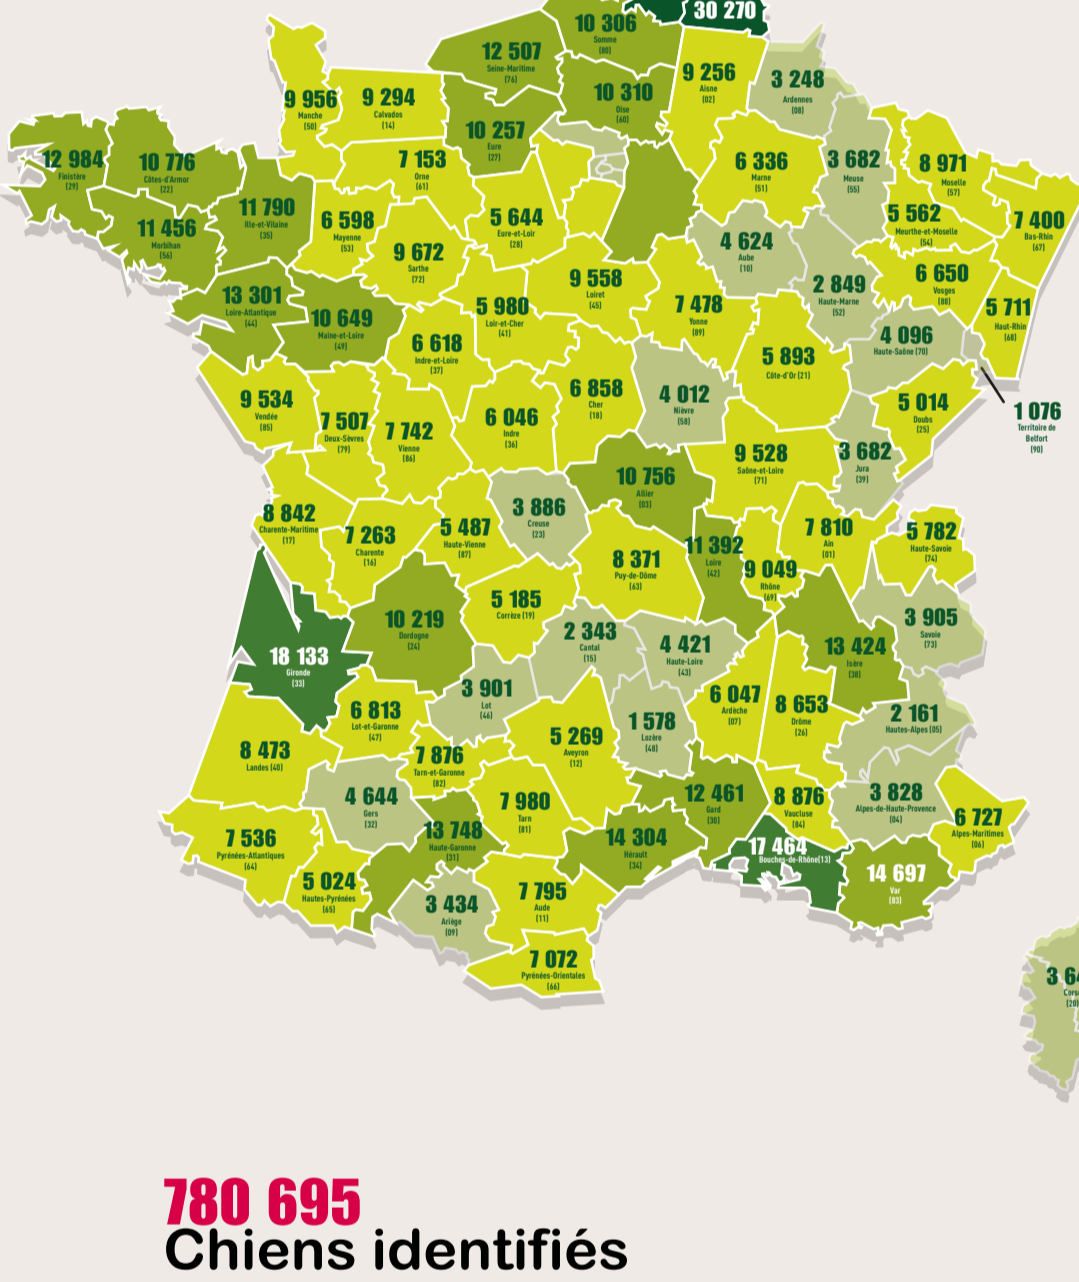 30 270
10 306
Somme
(80)
12 507
Seine-Maritime
(76)
9 256
Aisne
(02)
3 248
Ardennes
(08)
10 310
Oise
(60)
9 956
Manche
(50)
9 294
Calvados
(14)
10 257
Eure
(27)
7 153
Orne
(61)
6 336
Marne
(51)
3 682
Meuse
(55)
8 971
Moselle
(57)
12 984
Finistère
(29)
10 776
Côtes-d'Armor
(22)
11 790
Ille-et-Vilaine
(35)
11 456
Morbihan
(56)
6 598
Mayenne
(53)
5 644
Eure-et-Loir
(28)
5 562
Meurthe-et-Moselle
(54)
7 400
Bas-Rhin
(67)
9 672
Sarthe
(72)
4 624
Aube
(10)
9 558
Loiret
(45)
2 849
Haute-Marne
(52)
6 650
Vosges
(88)
13 301
Loire-Atlantique
(44)
10 649
Maine-et-Loire
(49)
5 980
Loir-et-Cher
(41)
7 478
Yonne
(89)
5 711
Haut-Rhin
(68)
6 618
Indre-et-Loire
(37)
4 096
Haute-Saône (70)
5 893
Côte-d'Or (21)
9 534
Vendée
(85)
7 507
Deux-Sèvres
(79)
7 742
Vienne
(86)
6 046
Indre
(36)
6 858
Cher
(18)
4 012
Nièvre
(58)
5 014
Doubs
(25)
1 076
Territoire de
Belfort
(90)
9 528
Saône-et-Loire
(71)
3 682
Jura
(39)
10 756
Allier
(03)
8 842
Charente-Maritime
(17)
7 263
Charente
(16)
5 487
Haute-Vienne
(87)
3 886
Creuse
(23)
7 810
Ain
(01)
5 782
Haute-Savoie
(74)
8 371
Puy-de-Dôme
(63)
11 392
Loire
(42)
9 049
Rhône
(69)
10 219
Dordogne
(24)
5 185
Corrèze (19)
3 905
Savoie
(73)
2 343
Cantal
(15)
4 421
Haute-Loire
(43)
13 424
Isère
(38)
18 133
Gironde
(33)
3 901
Lot
(46)
6 813
Lot-et-Garonne
(47)
1 578
Lozère
(48)
6 047
Ardèche
(07)
8 653
Drôme
(26)
2 161
Hautes-Alpes (05)
8 473
Landes (40)
7 876
Tarn-et-Garonne
(82)
5 269
Aveyron
(12)
4 644
Gers
(32)
7 980
Tarn
(81)
12 461
Gard
(30)
8 876
Vaucluse
(84)
3 828
Alpes-de-Haute-Provence
(04)
6 727
Alpes-Maritimes
(06)
7 536
Pyrénées-Atlantiques
(64)
13 748
Haute-Garonne
(31)
14 304
Hérault
(34)
17 464
Bouches-de-Rhône(13)
14 697
Var
(83)
5 024
Hautes-Pyrénées
(65)
3 434
Ariège
(09)
7 795
Aude
(11)
7 072
Pyrénées-Orientales
(66)
3 64
Cors
(20)
780 695
Chiens identifiés